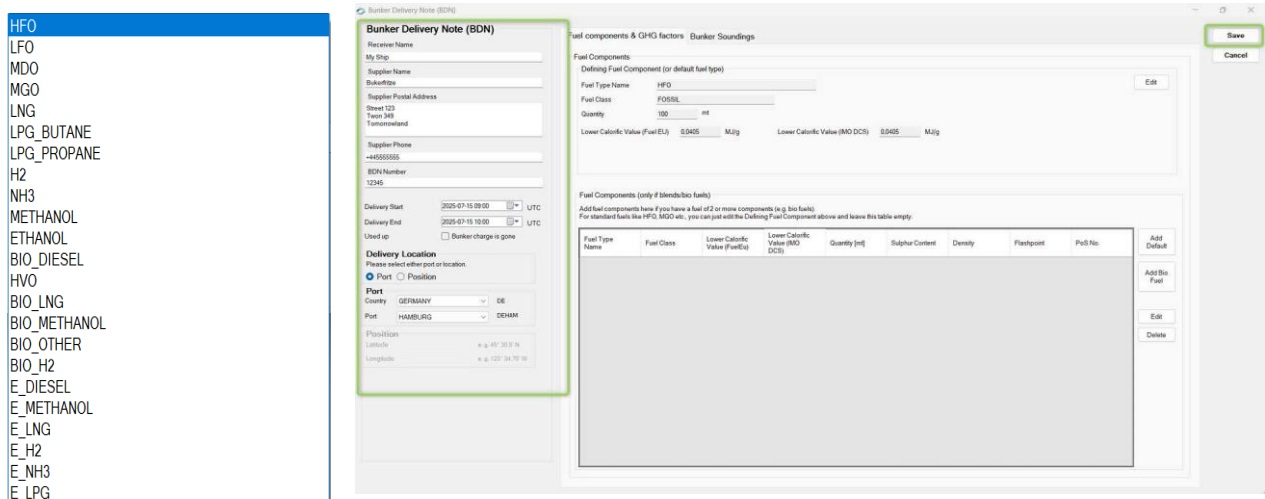 HFO
LFO
MDO
MGO
LNG
LPG_BUTANE
LPG_PROPANE
H2
NH3
METHANOL
ETHANOL
BIO_DIESEL
HVO
BIO_LNG
BIO_METHANOL
BIO_OTHER
BIO_H2
E_DIESEL
E_METHANOL
E_LNG
E_H2
E_NH3
E_LPG
Bunker Delivery Note (BDN)
Bunker Delivery Note (BDN)
Receiver Name
My Ship
Supplier Name
Bukerfritze
Supplier Postal Address
Street 123
Twon 349
Tomorrowland
Supplier Phone
+445555555
BDN Number
12345
Delivery Start 2025-07-15 09:00 UTC
Delivery End 2025-07-15 10:00 UTC
Used up Bunker charge is gone
Delivery Location
Please select either port or location.
Port Position
Port
Country GERMANY DE
Port HAMBURG DEHAM
Position
Latitude
Longitude
Fuel components & GHG factors Bunker Soundings
Fuel Components
Defining Fuel Component (or default fuel type)
Fuel Type Name HFO
Edit
Fuel Class FOSSIL
Quantity 100 mt
Lower Calorific Value (Fuel EU) 0.0405 MJ/g Lower Calorific Value (IMO DCS) 0.0405 MJ/g
Fuel Components (only if blends/bio fuels)
Add fuel components here if you have a fuel of 2 or more components (e.g. bio fuels)
For standard fuels like HFO, MGO etc., you can just edit the Defining Fuel Component above and leave this table empty.
Fuel Type Name
Fuel Class
Lower Calorific Value (FuelEu)
Lower Calorific Value (IMO DCS)
Quantity [mt]
Sulphur Content
Density
Flashpoint
PoS No.
Add Default
Add Bio Fuel
Edit
Delete
Save
Cancel